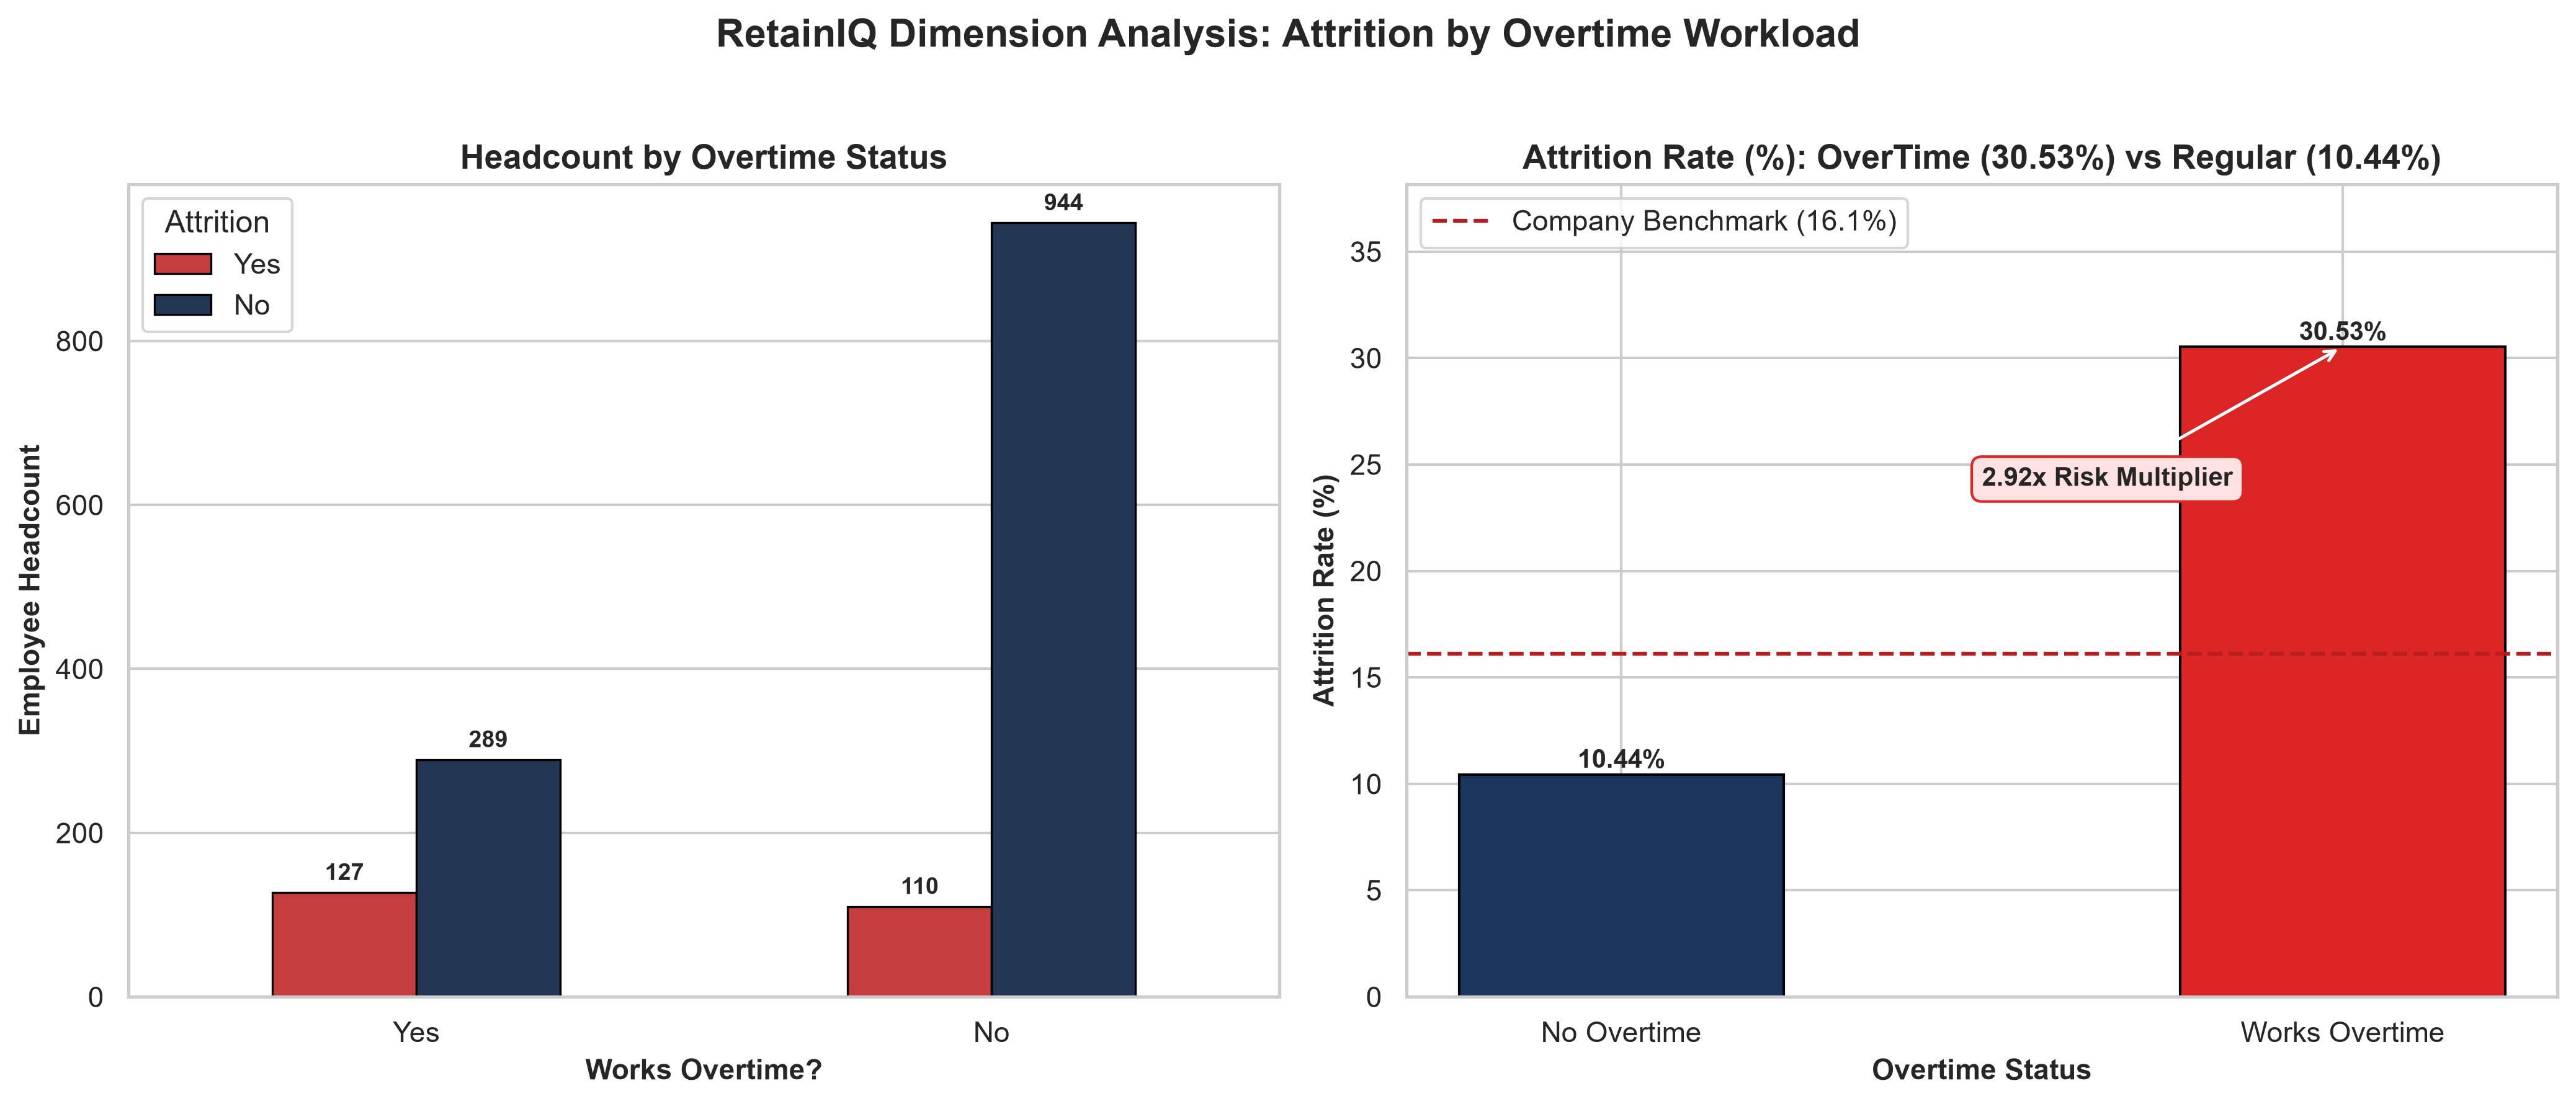 RetainIQ Dimension Analysis: Attrition by Overtime Workload
Headcount by Overtime Status
Attrition
Yes
No
944
289
127
110
800
600
400
200
0
Employee Headcount
Yes
No
Works Overtime?
Attrition Rate (%): OverTime (30.53%) vs Regular (10.44%)
Company Benchmark (16.1%)
30.53%
2.92x Risk Multiplier
10.44%
35
30
25
20
15
10
5
0
Attrition Rate (%)
No Overtime
Works Overtime
Overtime Status